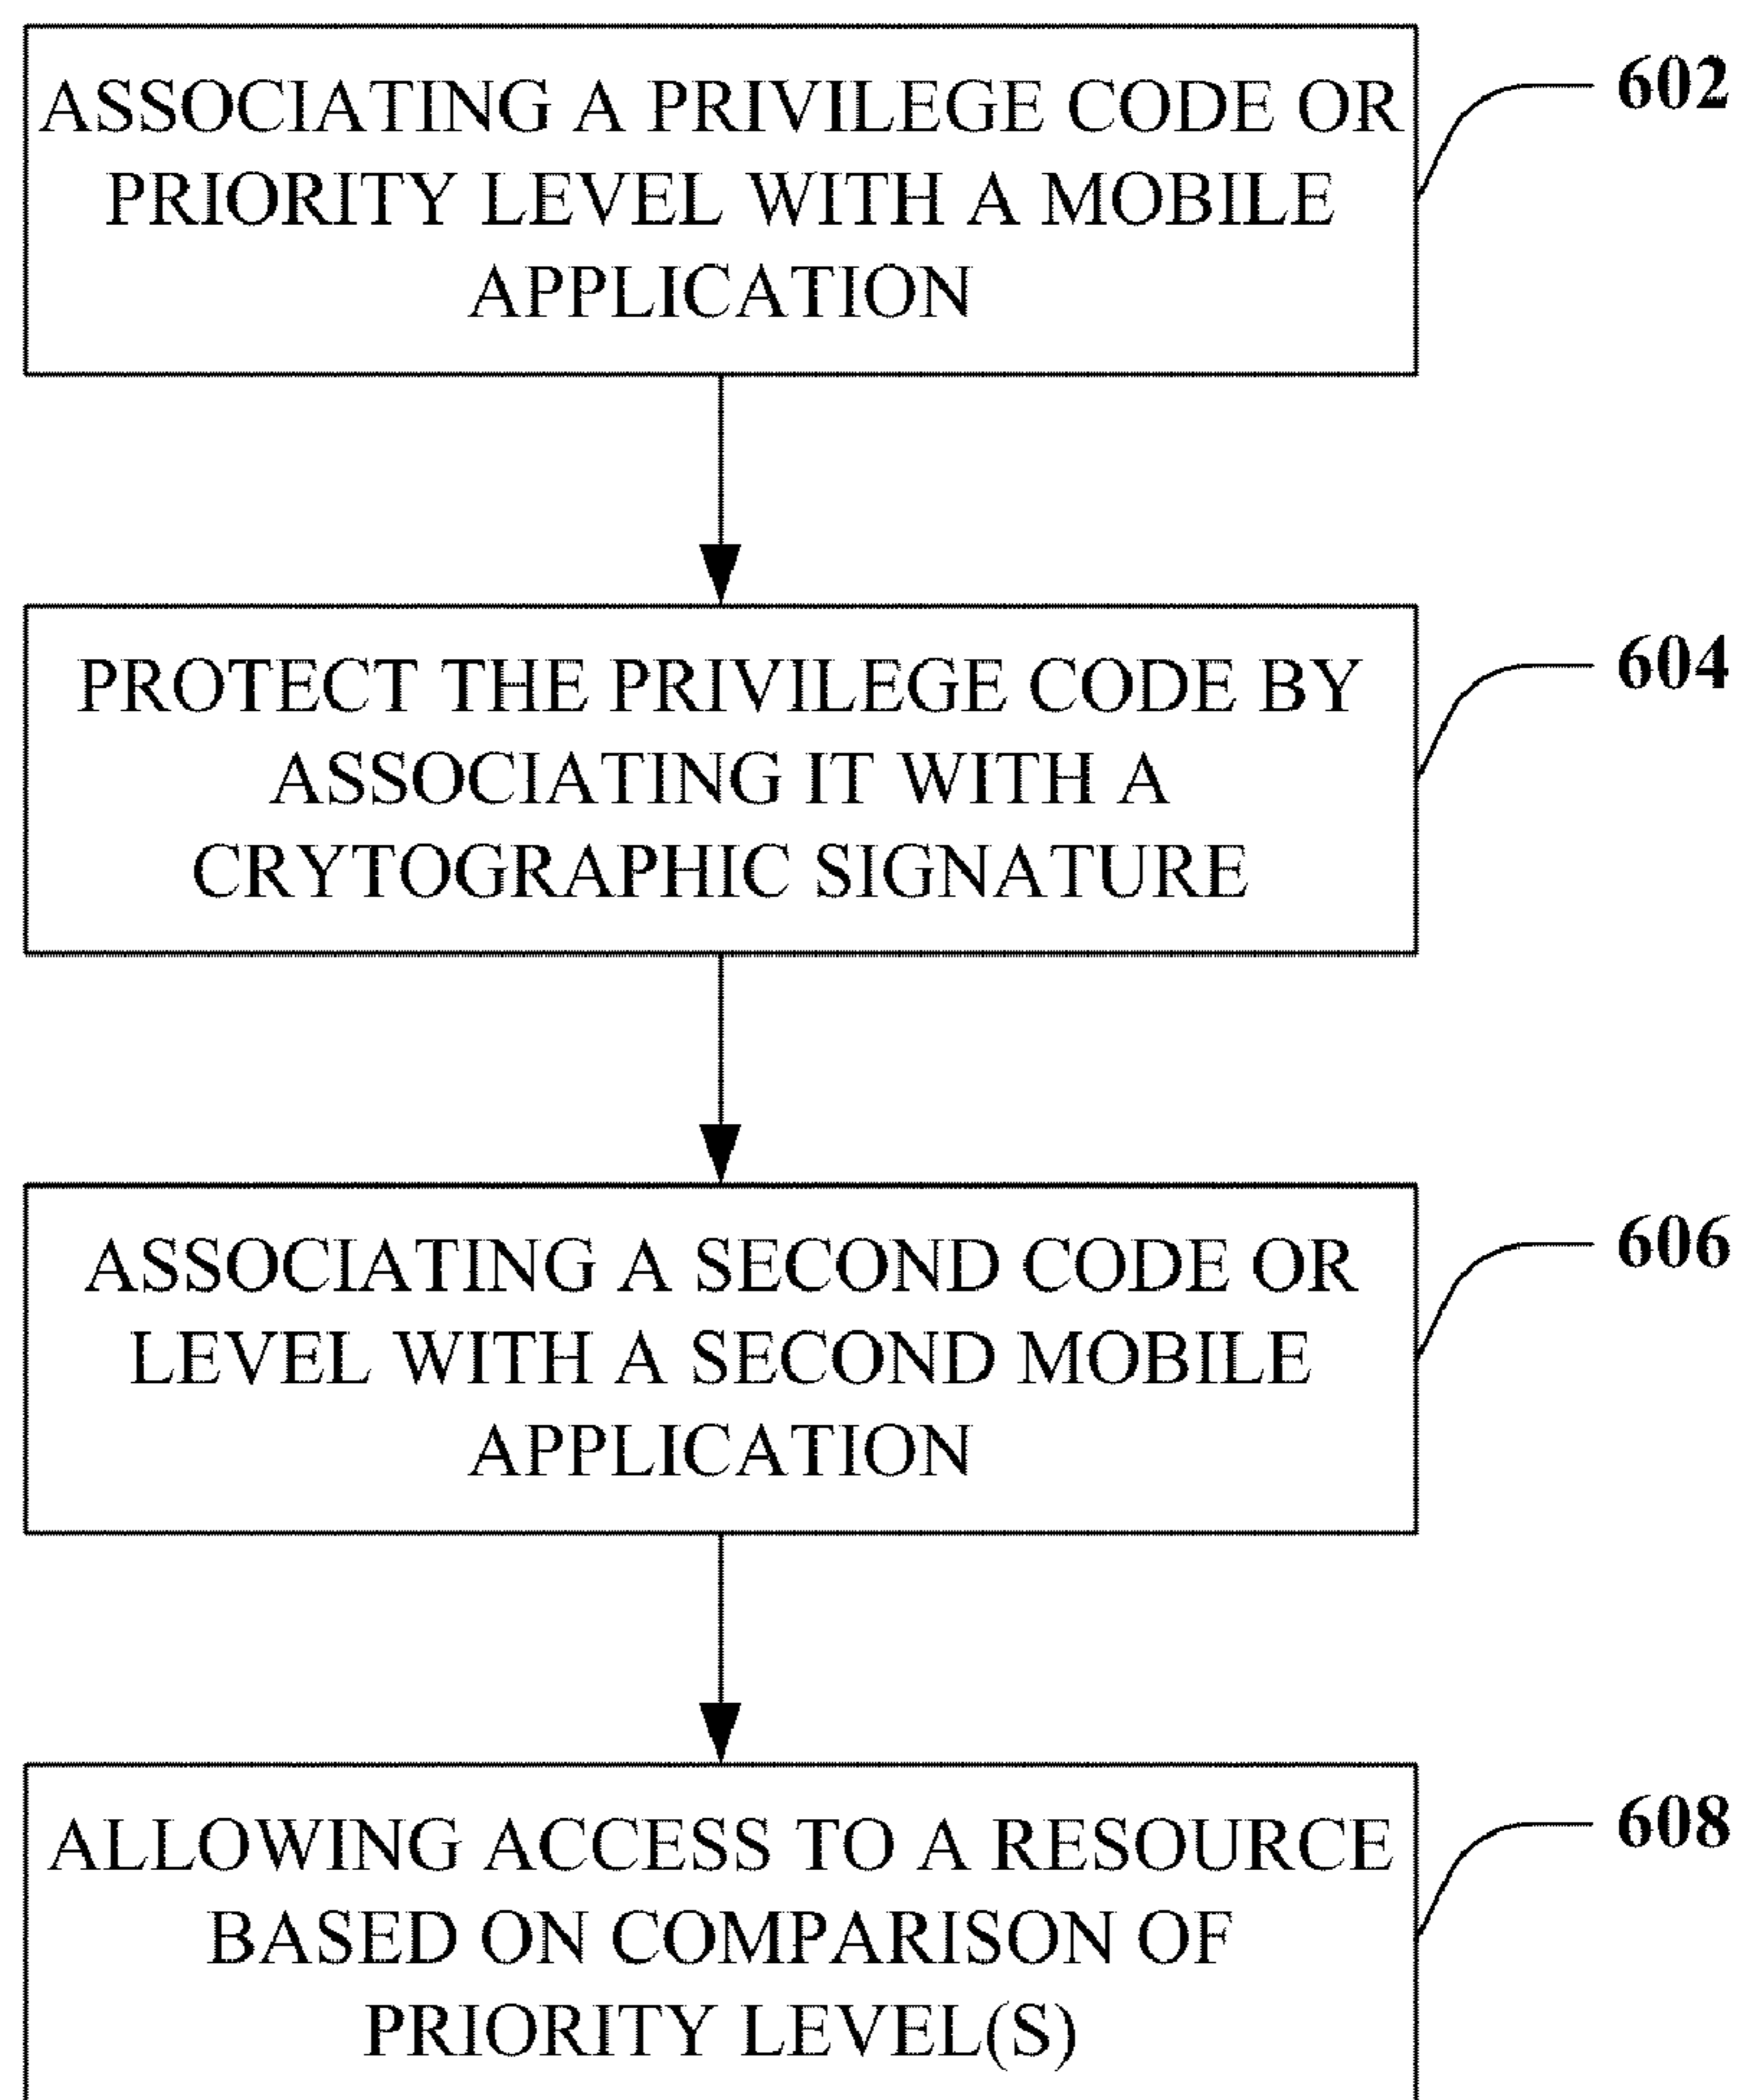 ASSOCIATING A PRIVILEGE CODE OR
PRIORITY LEVEL WITH A MOBILE
APPLICATION
602
PROTECT THE PRIVILEGE CODE BY
ASSOCIATING IT WITH A
CRYTOGRAPHIC SIGNATURE
604
ASSOCIATING A SECOND CODE OR
LEVEL WITH A SECOND MOBILE
APPLICATION
606
ALLOWING ACCESS TO A RESOURCE
BASED ON COMPARISON OF
PRIORITY LEVEL(S)
608